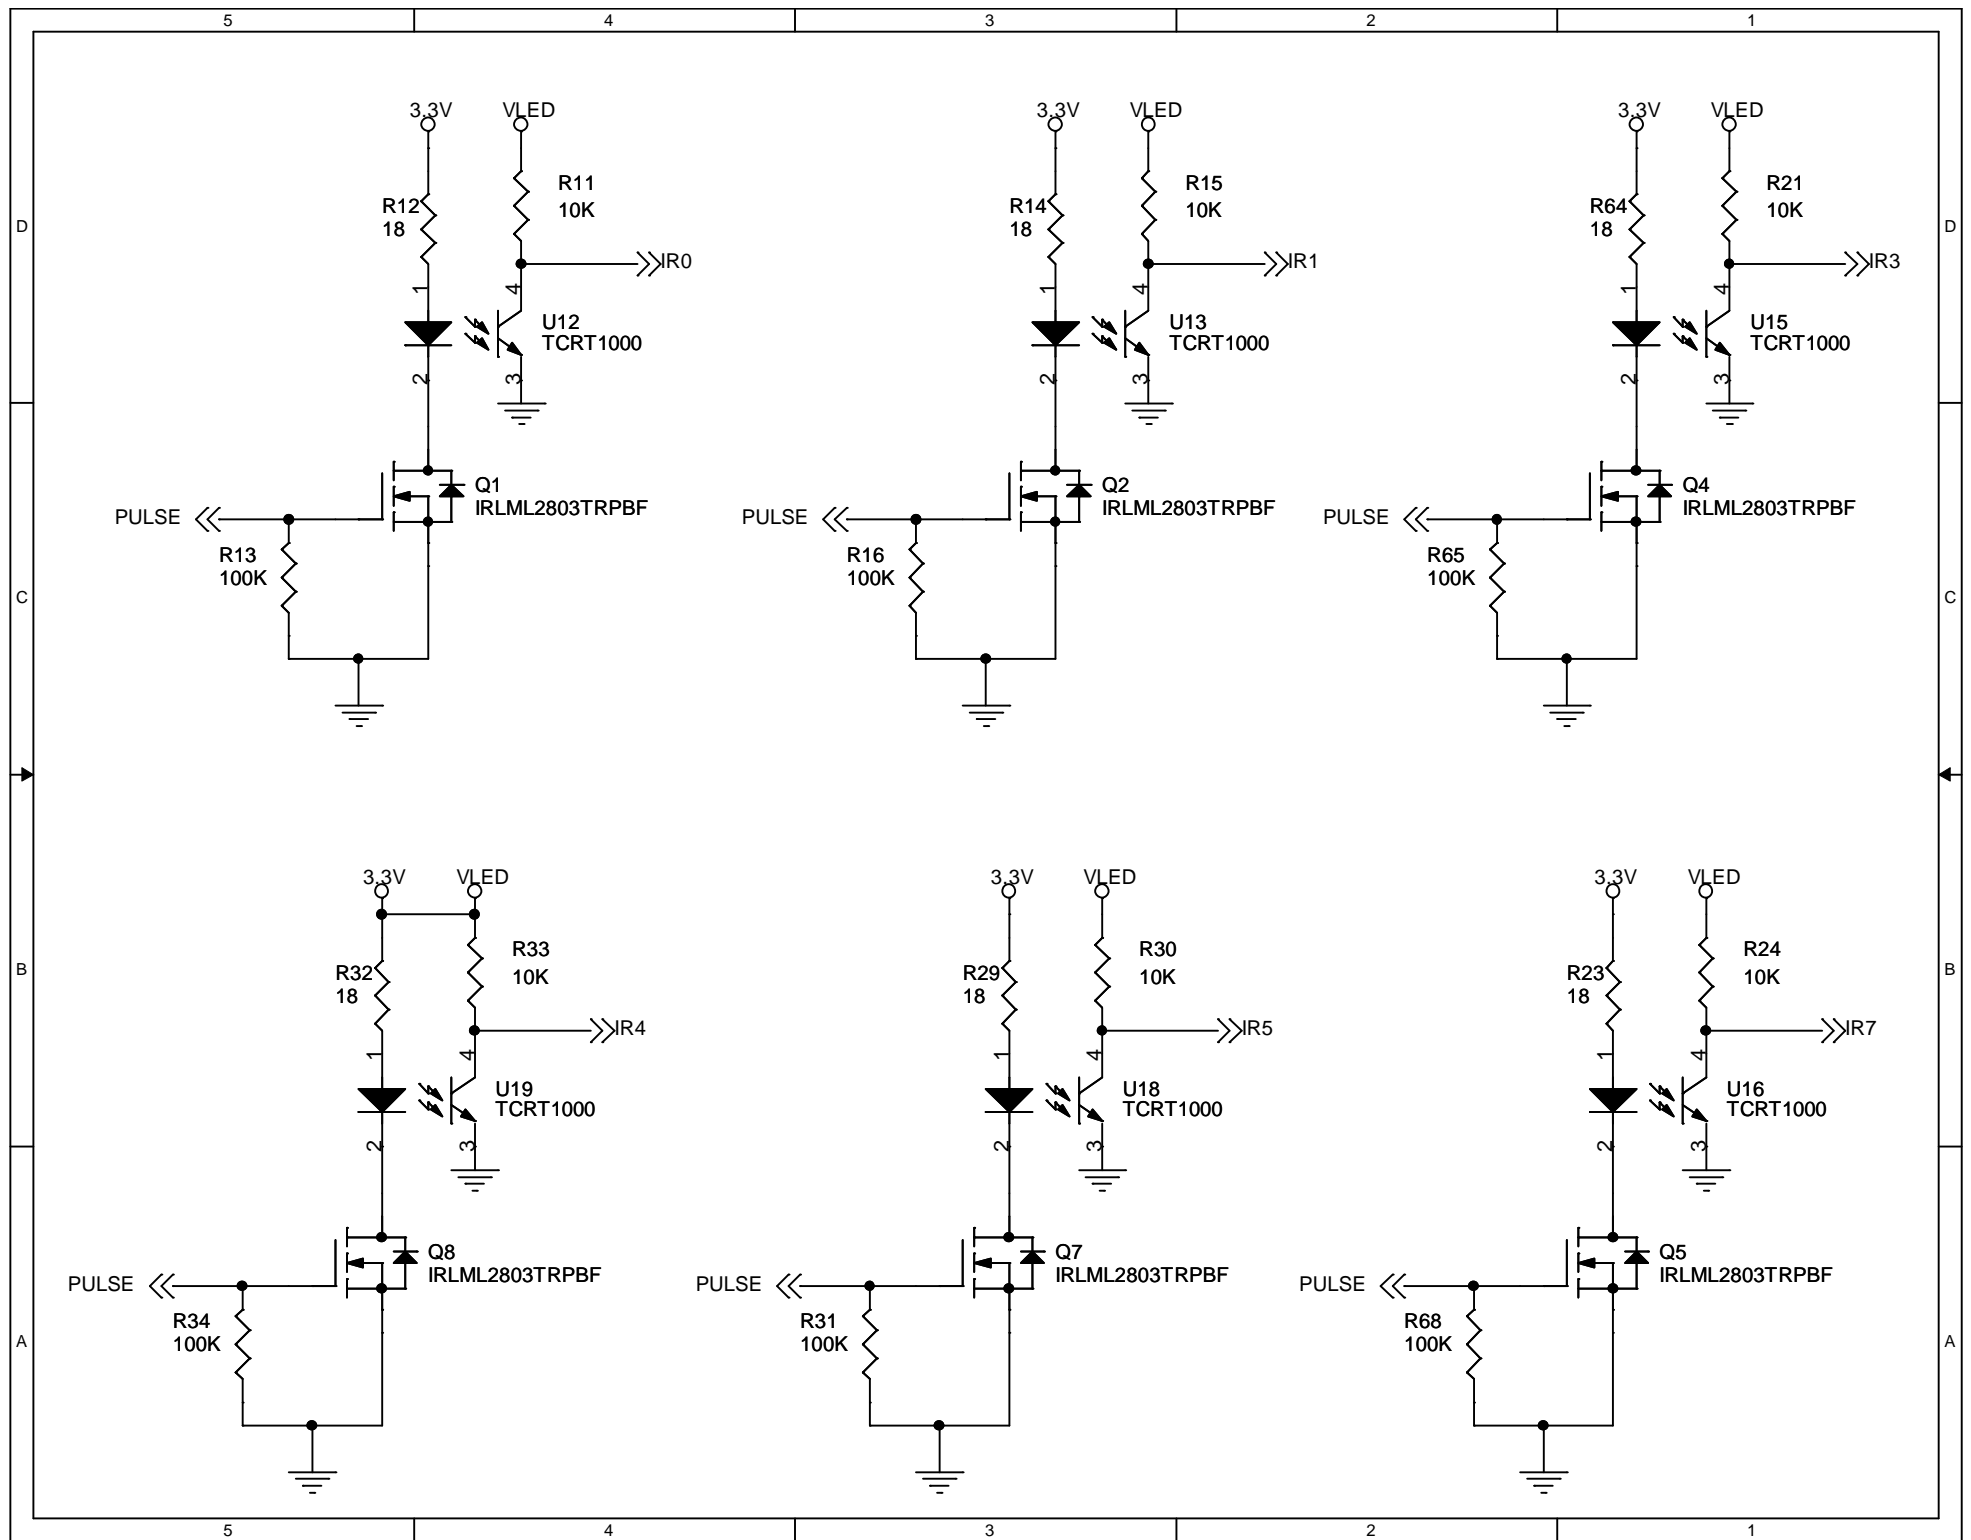 5 4 3 2 1
3.3V VLED 3.3V VLED 3.3V VLED
R11 R15 R21
R12 10K R14 10K R64 10K
18 18 18
D D
IR0 IR1 IR3
1 4 1 4 1 4
U12 U13 U15
TCRT1000 TCRT1000 TCRT1000
2 3 2 3 2 3
Q1 Q2 Q4
IRLML2803TRPBF IRLML2803TRPBF IRLML2803TRPBF
PULSE PULSE PULSE
R13 R16 R65
100K 100K 100K
C C
3.3V VLED 3.3V VLED 3.3V VLED
R33 R30 R24
R32 10K R29 10K R23 10K
B B
18 18 18
IR4 IR5 IR7
1 4 1 4 1 4
U19 U18 U16
TCRT1000 TCRT1000 TCRT1000
2 3 2 3 2 3
Q8 Q7 Q5
IRLML2803TRPBF IRLML2803TRPBF IRLML2803TRPBF
PULSE PULSE PULSE
R34 R31 R68
100K 100K 100K
A A
5 4 3 2 1